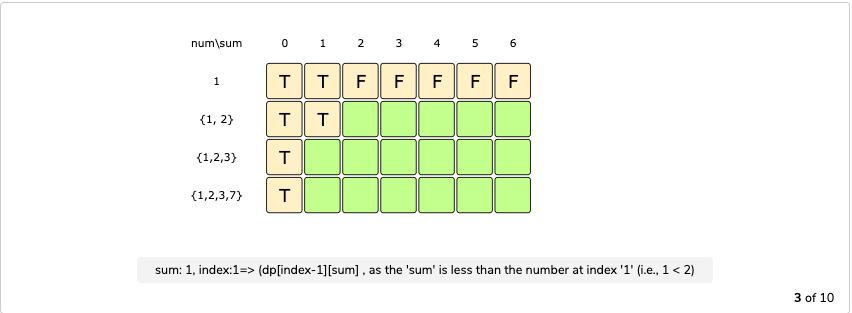 num\sum 0 1 2 3 4 5 6
1 T T F F F F F
{1, 2} T T
{1,2,3} T
{1,2,3,7} T
sum: 1, index:1=> (dp[index-1][sum] , as the 'sum' is less than the number at index '1' (i.e., 1 < 2)
3 of 10